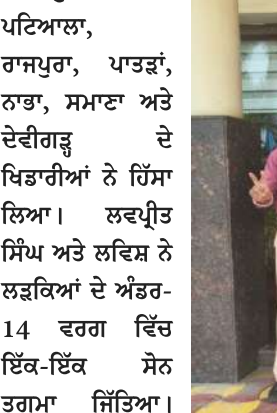 ਪਟਿਆਲਾ,
ਰਾਜਪੁਰਾ, ਪਾਤੜਾਂ,
ਨਾਭਾ, ਸਮਾਣਾ ਅਤੇ
ਦੇਵੀਗੜ੍ਹ ਦੇ
ਖਿਡਾਰੀਆਂ ਨੇ ਹਿੱਸਾ
ਲਿਆ। ਲਵਪ੍ਰੀਤ
ਸਿੰਘ ਅਤੇ ਲਵਿਸ਼ ਨੇ
ਲੜਕਿਆਂ ਦੇ ਅੰਡਰ-
14 ਵਰਗ ਵਿੱਚ
ਇੱਕ-ਇੱਕ ਸੋਨ
ਤਗਮਾ ਜਿੱਤਿਆ।